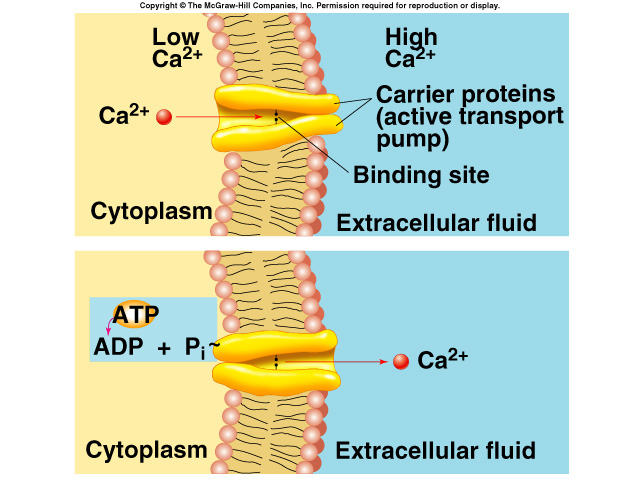 Copyright © The McGraw-Hill Companies, Inc. Permission required for reproduction or display.
Low
Ca2+
High
Ca2+
Ca2+
Carrier proteins
(active transport
pump)
Binding site
Cytoplasm
Extracellular fluid
ATP
ADP + Pi~
Ca2+
Cytoplasm
Extracellular fluid